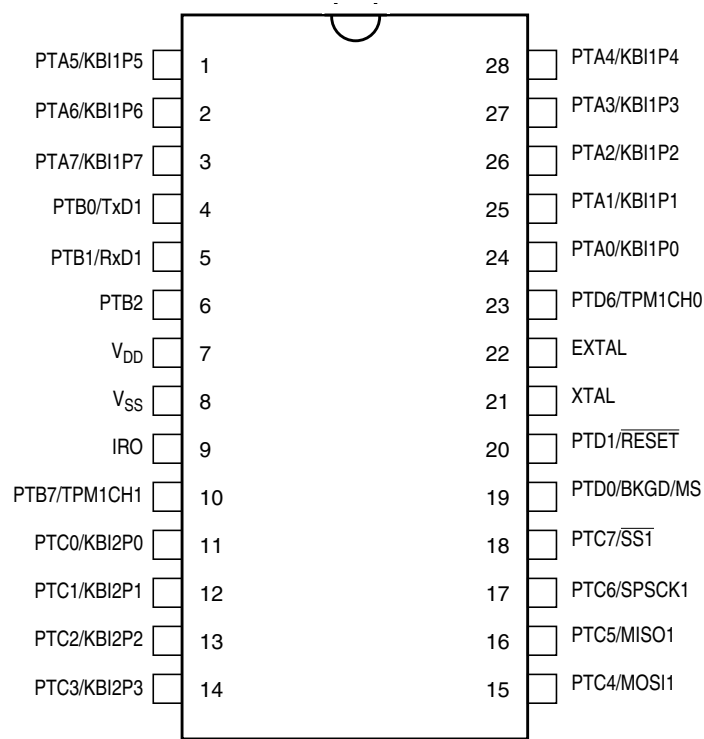 PTA5/KBI1P5 1 28 PTA4/KBI1P4
PTA6/KBI1P6 2 27 PTA3/KBI1P3
PTA7/KBI1P7 3 26 PTA2/KBI1P2
PTB0/TxD1 4 25 PTA1/KBI1P1
PTB1/RxD1 5 24 PTA0/KBI1P0
PTB2 6 23 PTD6/TPM1CH0
VDD 7 22 EXTAL
VSS 8 21 XTAL
IRO 9 20 PTD1/RESET
PTB7/TPM1CH1 10 19 PTD0/BKGD/MS
PTC0/KBI2P0 11 18 PTC7/SS1
PTC1/KBI2P1 12 17 PTC6/SPSCK1
PTC2/KBI2P2 13 16 PTC5/MISO1
PTC3/KBI2P3 14 15 PTC4/MOSI1